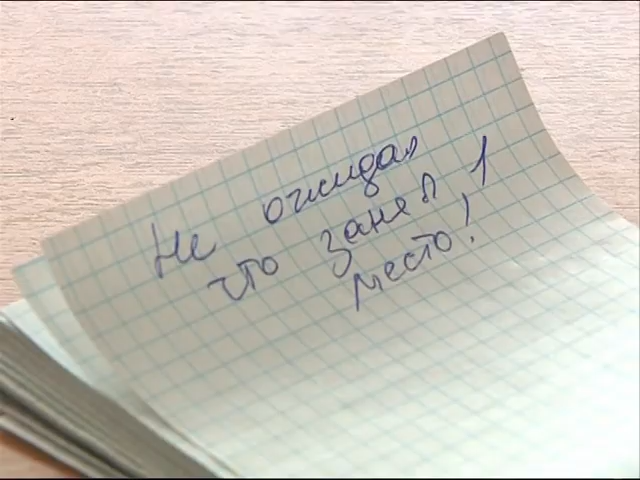 Не ожидал
что занял 1
место!